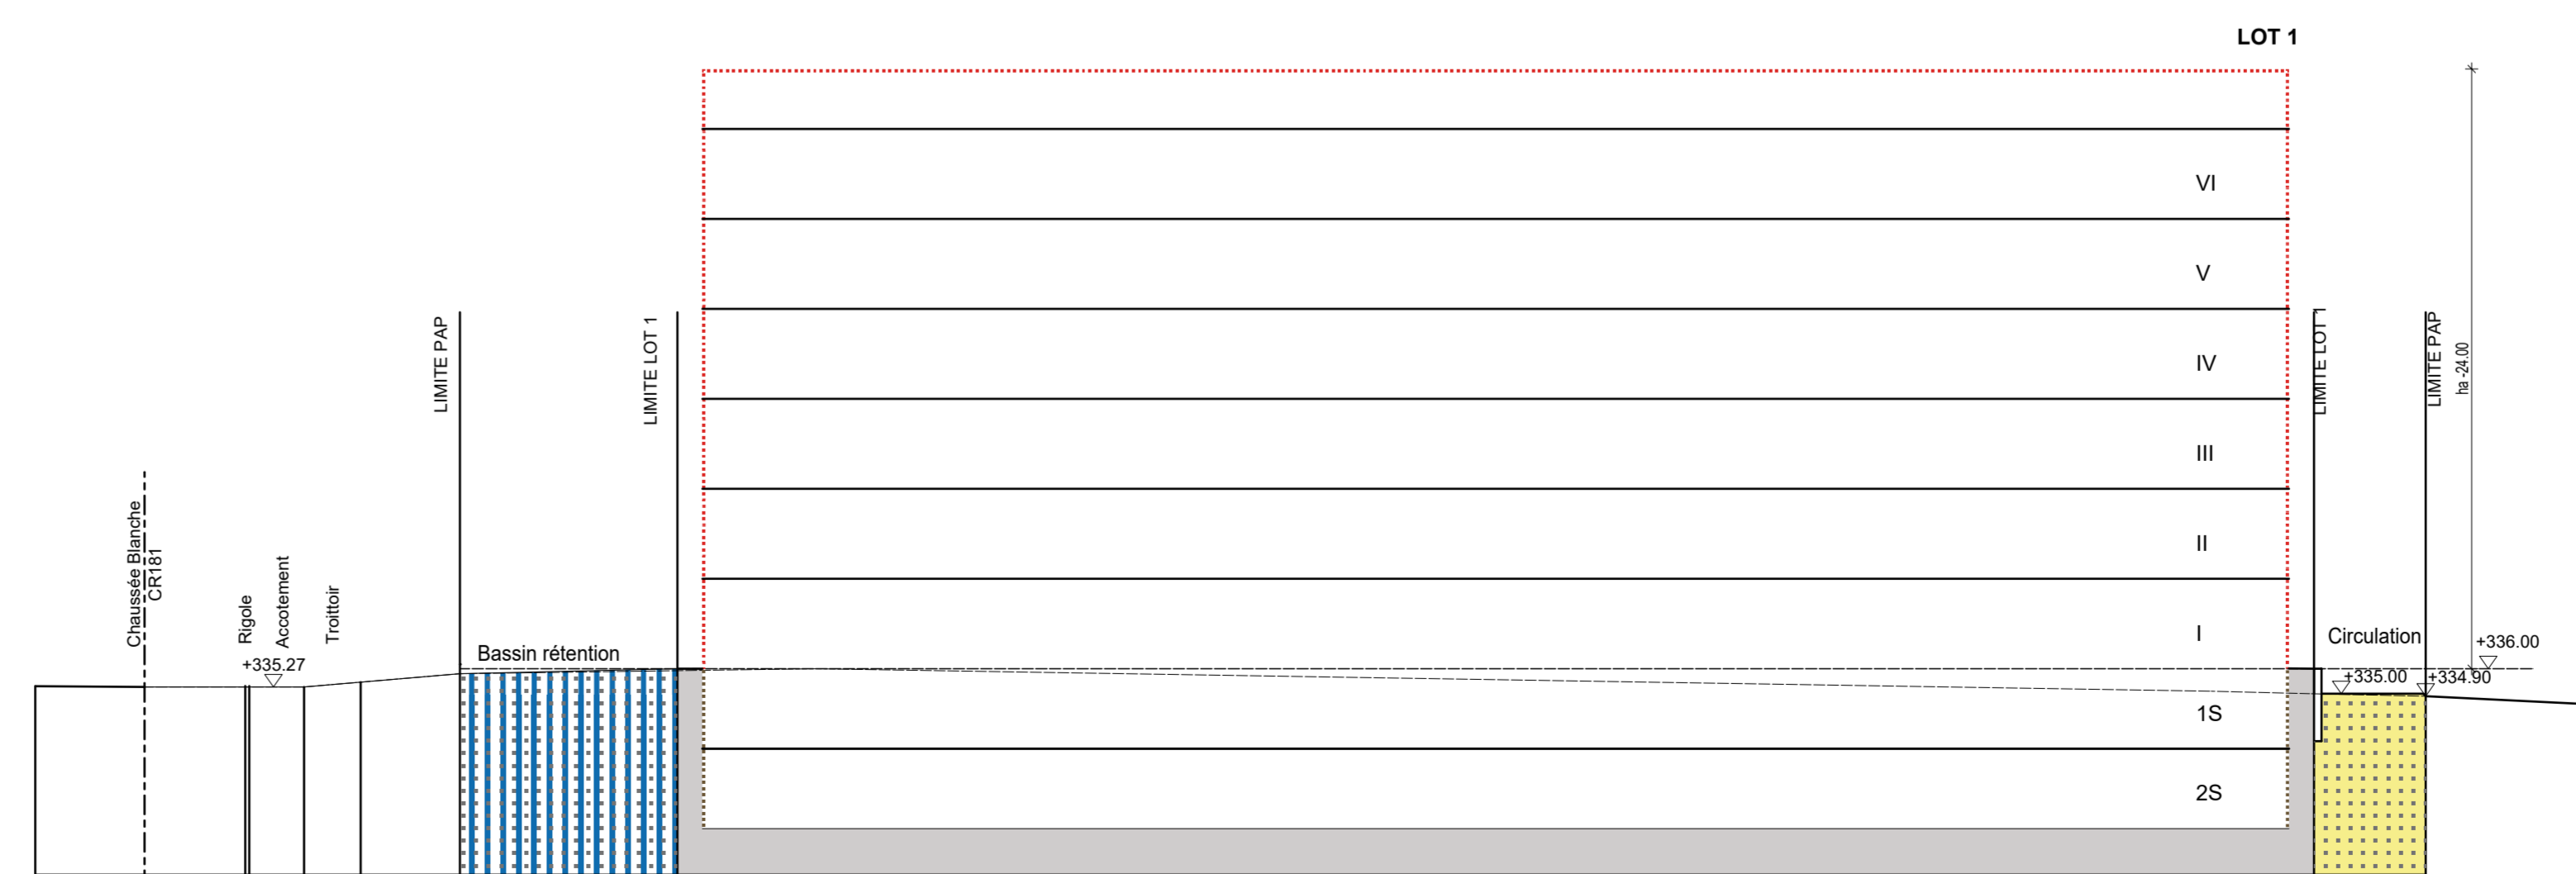 LOT 1
VI
V
IV
III
II
I
1S
2S
LIMITE PAP
LIMITE LOT 1
LIMITE LOT 1
LIMITE PAP
ha -24.00
Chaussée Blanche
CR181
Rigole
Accotement
Troittoir
+335.27
Bassin rétention
Circulation
+336.00
+335.00
+334.90